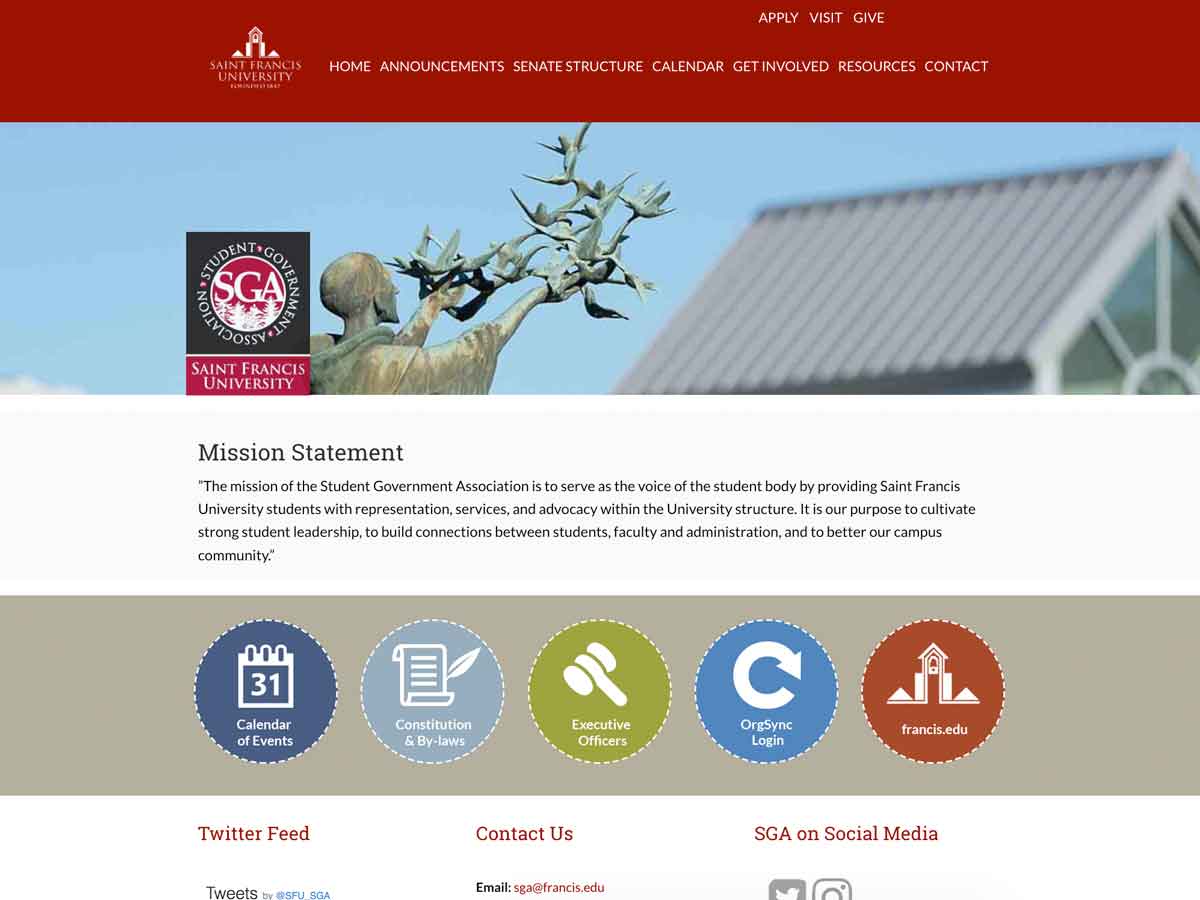 APPLY VISIT GIVE
SAINT FRANCIS
UNIVERSITY
FOUNDED 1847
HOME ANNOUNCEMENTS SENATE STRUCTURE CALENDAR GET INVOLVED RESOURCES CONTACT
STUDENT GOVERNMENT ASSOCIATION
SGA
SAINT FRANCIS
UNIVERSITY
Mission Statement
"The mission of the Student Government Association is to serve as the voice of the student body by providing Saint Francis
University students with representation, services, and advocacy within the University structure. It is our purpose to cultivate
strong student leadership, to build connections between students, faculty and administration, and to better our campus
community."
31
Calendar
of Events
Constitution
& By-laws
Executive
Officers
OrgSync
Login
francis.edu
Twitter Feed
Contact Us
SGA on Social Media
Tweets by @SFU_SGA
Email: sga@francis.edu